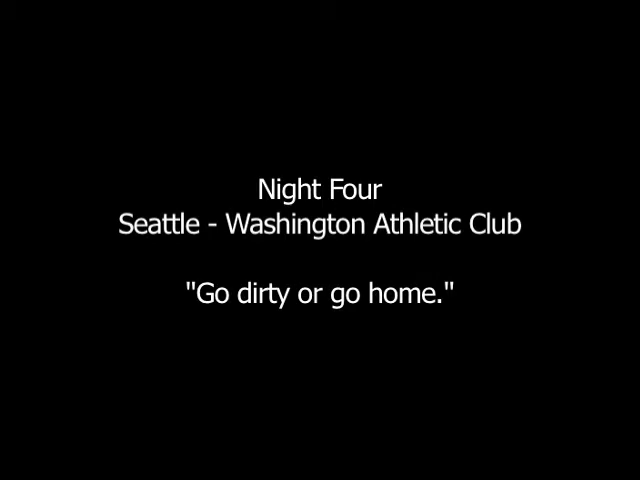 Night Four
Seattle - Washington Athletic Club
"Go dirty or go home."